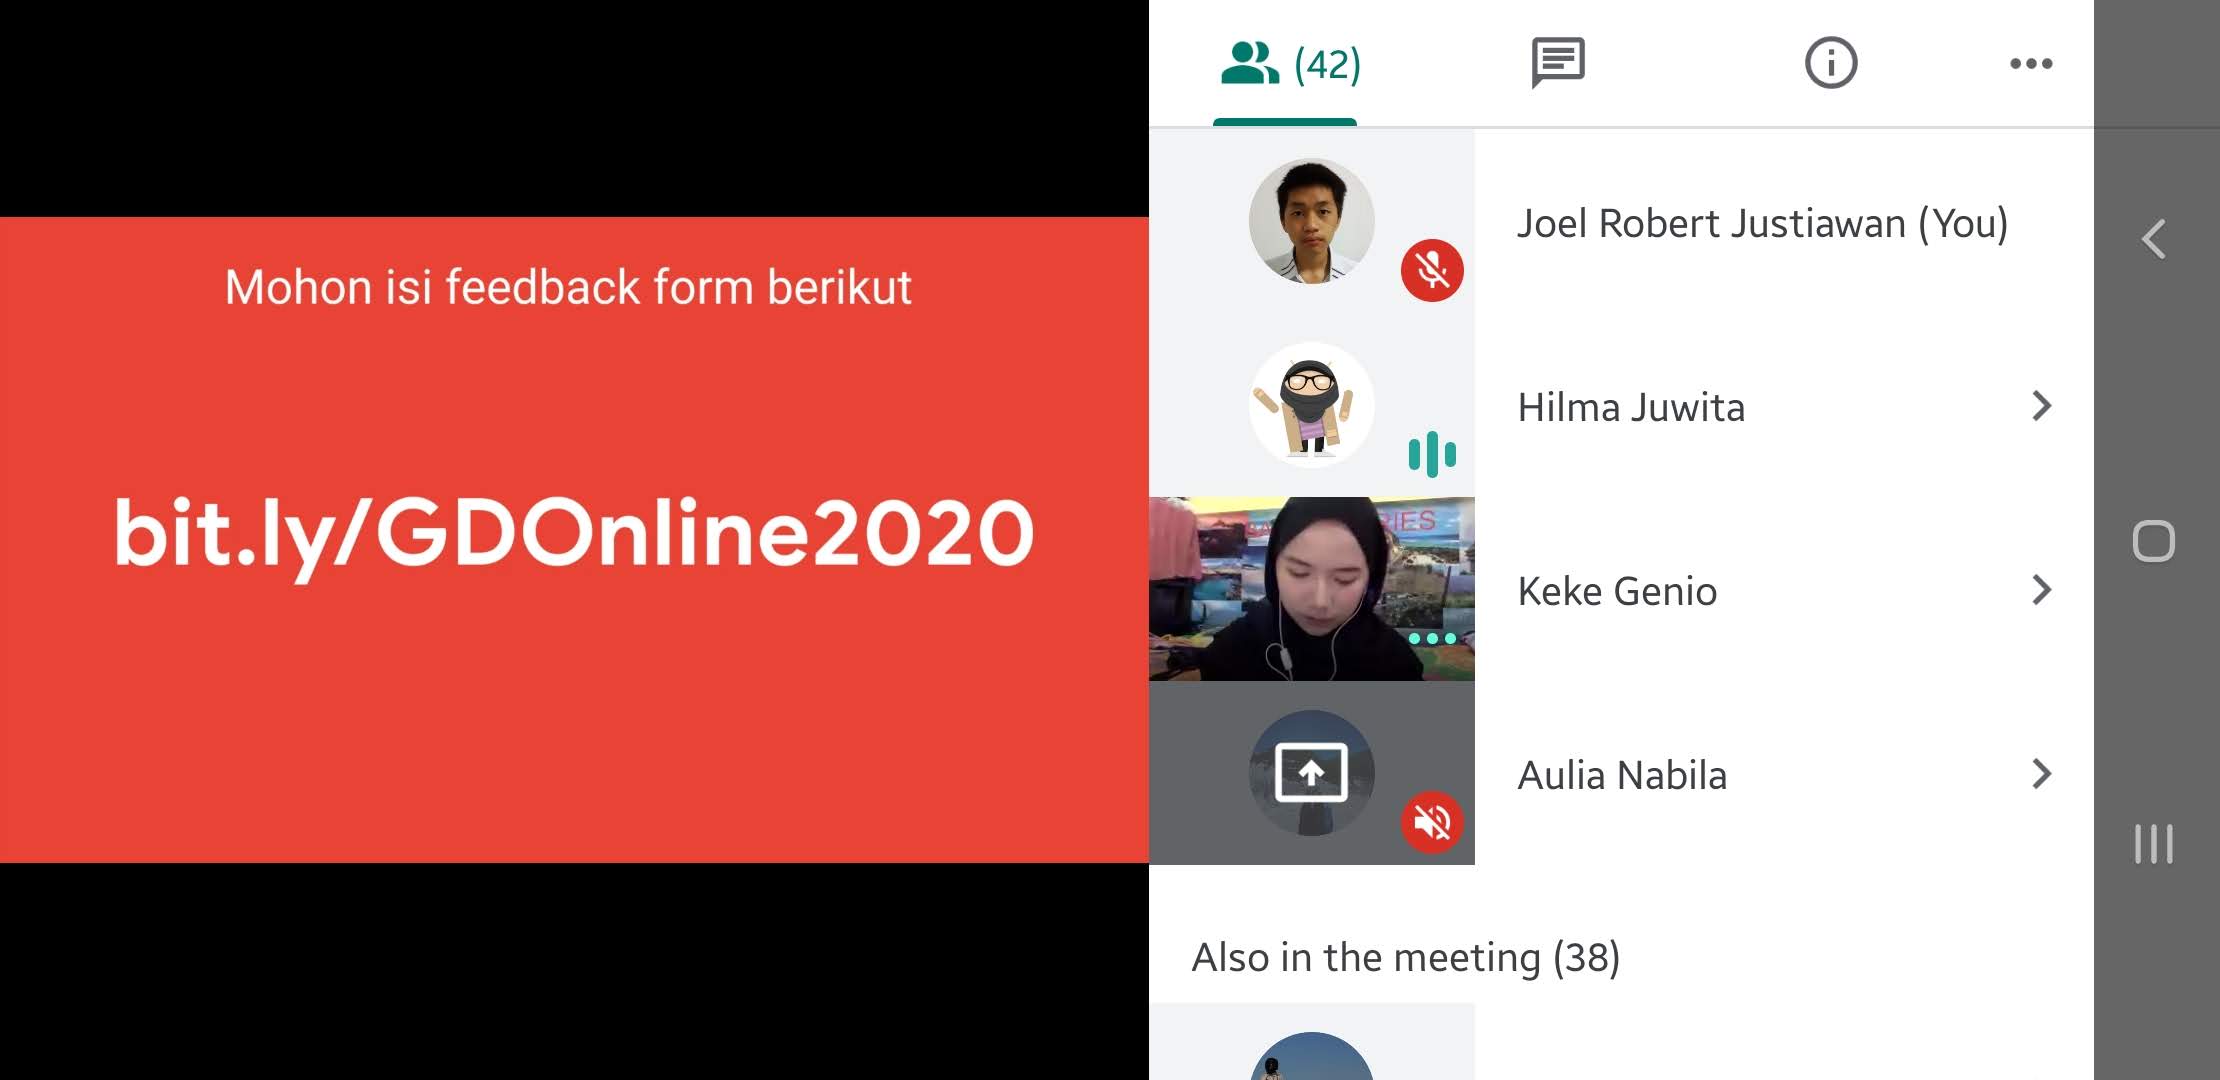 Mohon isi feedback form berikut
bit.ly/GDOnline2020
(42)
Joel Robert Justiawan (You)
Hilma Juwita
RIES
Keke Genio
Aulia Nabila
Also in the meeting (38)